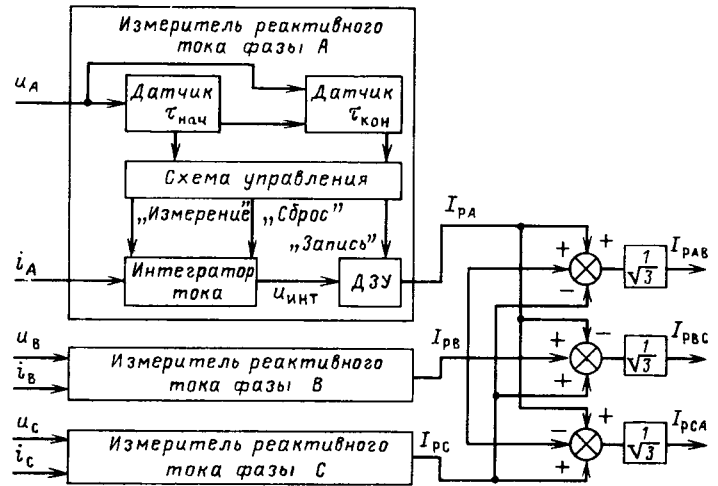 Измеритель реактивного
тока фазы А
u_A
Датчик
τ_нач
Датчик
τ_кон
Схема управления
„Измерение” „Сброс”
„Запись”
i_A
Интегратор
тока
u_инт
ДЗУ
I_pA
+ + −
+
1/√3
I_pAB
u_B
i_B
Измеритель реактивного
тока фазы В
I_pB
− + +
1/√3
I_pBC
u_C
i_C
Измеритель реактивного
тока фазы С
I_pC
+ − +
1/√3
I_pCA